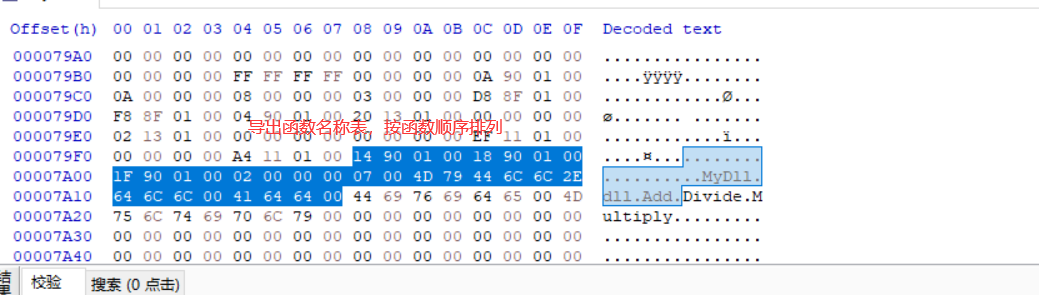 Offset(h) 00 01 02 03 04 05 06 07 08 09 0A 0B 0C 0D 0E 0F Decoded text
000079A0 00 00 00 00 00 00 00 00 00 00 00 00 00 00 00 00 ................
000079B0 00 00 00 00 FF FF FF FF 00 00 00 00 0A 90 01 00 ....ÿÿÿÿ........
000079C0 0A 00 00 00 08 00 00 00 03 00 00 00 D8 8F 01 00 ............Ø...
000079D0 F8 8F 01 00 04 90 01 00 20 13 01 00 00 00 00 00 ø....... .......
导出函数名称表，按函数顺序排列
000079E0 02 13 01 00 00 00 00 00 00 00 00 00 EF 11 01 00 ............ï...
000079F0 00 00 00 00 A4 11 01 00 14 90 01 00 18 90 01 00 ....¤...........
00007A00 1F 90 01 00 02 00 00 00 07 00 4D 79 44 6C 6C 2E ..........MyDll.
00007A10 64 6C 6C 00 41 64 64 00 44 69 76 69 64 65 00 4D dll.Add.Divide.M
00007A20 75 6C 74 69 70 6C 79 00 00 00 00 00 00 00 00 00 ultiply.........
00007A30 00 00 00 00 00 00 00 00 00 00 00 00 00 00 00 00 ................
00007A40 00 00 00 00 00 00 00 00 00 00 00 00 00 00 00 00 ................
结果
校验 搜索 (0 点击)